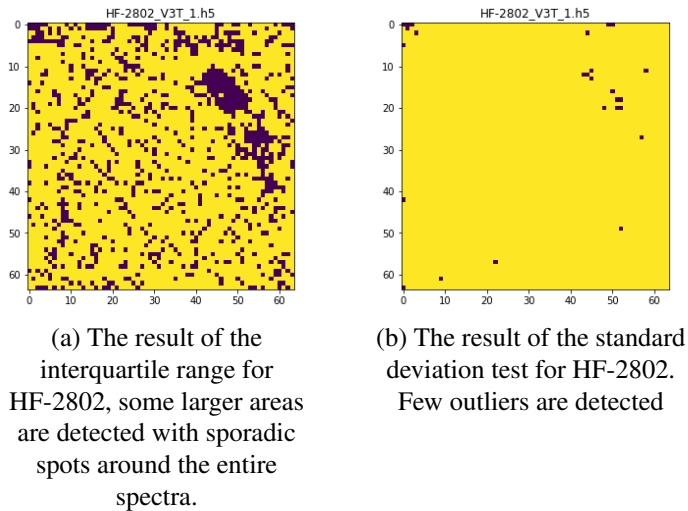 HF-2802_V3T_1.h5
0
10
20
30
40
50
60
0 10 20 30 40 50 60
(a) The result of the
interquartile range for
HF-2802, some larger areas
are detected with sporadic
spots around the entire
spectra.
HF-2802_V3T_1.h5
0
10
20
30
40
50
60
0 10 20 30 40 50 60
(b) The result of the standard
deviation test for HF-2802.
Few outliers are detected